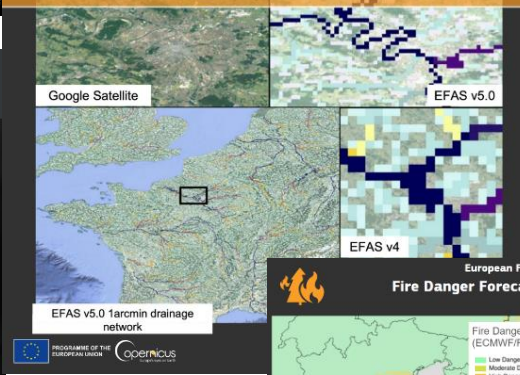 Google Satellite
EFAS v5.0
EFAS v4
EFAS v5.0 1arcmin drainage
network
PROGRAMME OF THE
EUROPEAN UNION
Copernicus
European F
Fire Danger Foreca
Fire Dange
(ECMWF/F
Low Dange
Moderate D